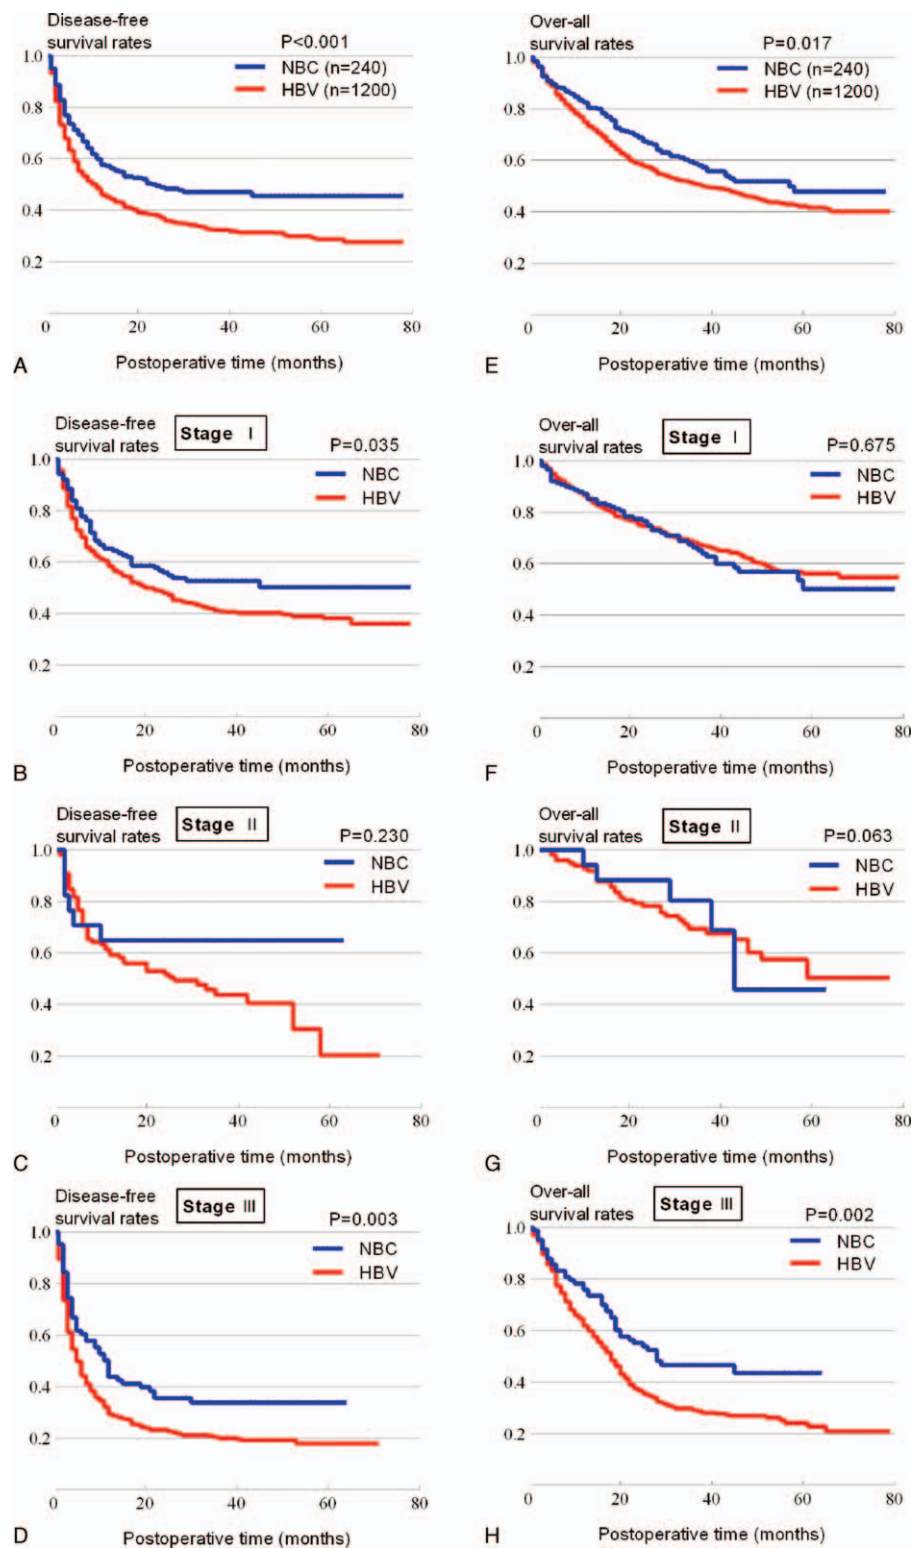 Disease-free
survival rates
P<0.001
1.0
NBC (n=240)
HBV (n=1200)
0.8
0.6
0.4
0.2
0 20 40 60 80
A Postoperative time (months)
Over-all
survival rates
P=0.017
1.0
NBC (n=240)
HBV (n=1200)
0.8
0.6
0.4
0.2
0 20 40 60 80
E Postoperative time (months)
Disease-free
survival rates
Stage I
P=0.035
1.0
NBC
HBV
0.8
0.6
0.4
0.2
0 20 40 60 80
B Postoperative time (months)
Over-all
survival rates
Stage I
P=0.675
1.0
NBC
HBV
0.8
0.6
0.4
0.2
0 20 40 60 80
F Postoperative time (months)
Disease-free
survival rates
Stage II
P=0.230
1.0
NBC
HBV
0.8
0.6
0.4
0.2
0 20 40 60 80
C Postoperative time (months)
Over-all
survival rates
Stage II
P=0.063
1.0
NBC
HBV
0.8
0.6
0.4
0.2
0 20 40 60 80
G Postoperative time (months)
Disease-free
survival rates
Stage III
P=0.003
1.0
NBC
HBV
0.8
0.6
0.4
0.2
0 20 40 60 80
D Postoperative time (months)
Over-all
survival rates
Stage III
P=0.002
1.0
NBC
HBV
0.8
0.6
0.4
0.2
0 20 40 60 80
H Postoperative time (months)